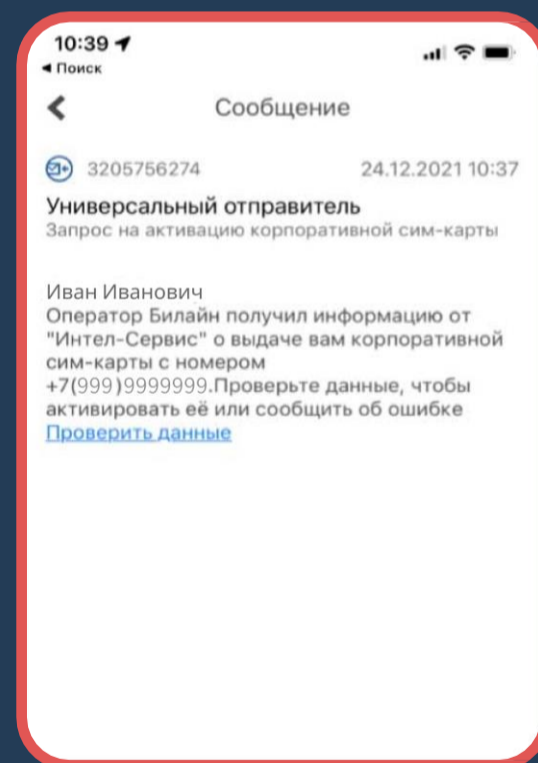 10:39
Поиск
Сообщение
3205756274 24.12.2021 10:37
Универсальный отправитель
Запрос на активацию корпоративной сим-карты
Иван Иванович
Оператор Билайн получил информацию от
"Интел-Сервис" о выдаче вам корпоративной
сим-карты с номером
+7(999)9999999.Проверьте данные, чтобы
активировать её или сообщить об ошибке
Проверить данные